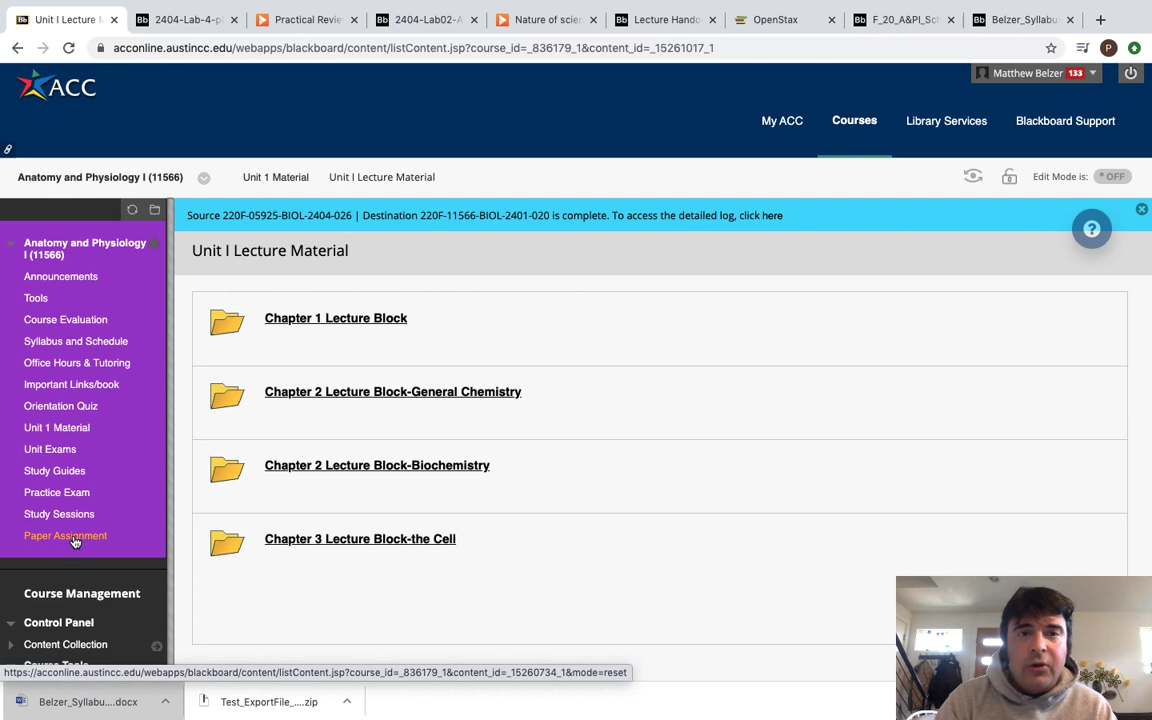 Unit I Lecture M
2404-Lab-4-pl
Practical Revie
2404-Lab02-A
Nature of scien
Lecture Hando
OpenStax
F_20_A&PI_Sch
Belzer_Syllabu
acconline.austincc.edu/webapps/blackboard/content/listContent.jsp?course_id=_836179_1&content_id=_15261017_1
P
ACC
Matthew Belzer 133
My ACC
Courses
Library Services
Blackboard Support
Anatomy and Physiology I (11566)
Unit 1 Material
Unit I Lecture Material
Edit Mode is:
OFF
Source 220F-05925-BIOL-2404-026 | Destination 220F-11566-BIOL-2401-020 is complete. To access the detailed log, click here
?
Unit I Lecture Material
Anatomy and Physiology
I (11566)
Announcements
Tools
Course Evaluation
Syllabus and Schedule
Office Hours & Tutoring
Important Links/book
Orientation Quiz
Unit 1 Material
Unit Exams
Study Guides
Practice Exam
Study Sessions
Paper Assignment
Chapter 1 Lecture Block
Chapter 2 Lecture Block-General Chemistry
Chapter 2 Lecture Block-Biochemistry
Chapter 3 Lecture Block-the Cell
Course Management
Control Panel
Content Collection
https://acconline.austincc.edu/webapps/blackboard/content/listContent.jsp?course_id=_836179_1&content_id=_15260734_1&mode=reset
Belzer_Syllabu....docx
Test_ExportFile_....zip